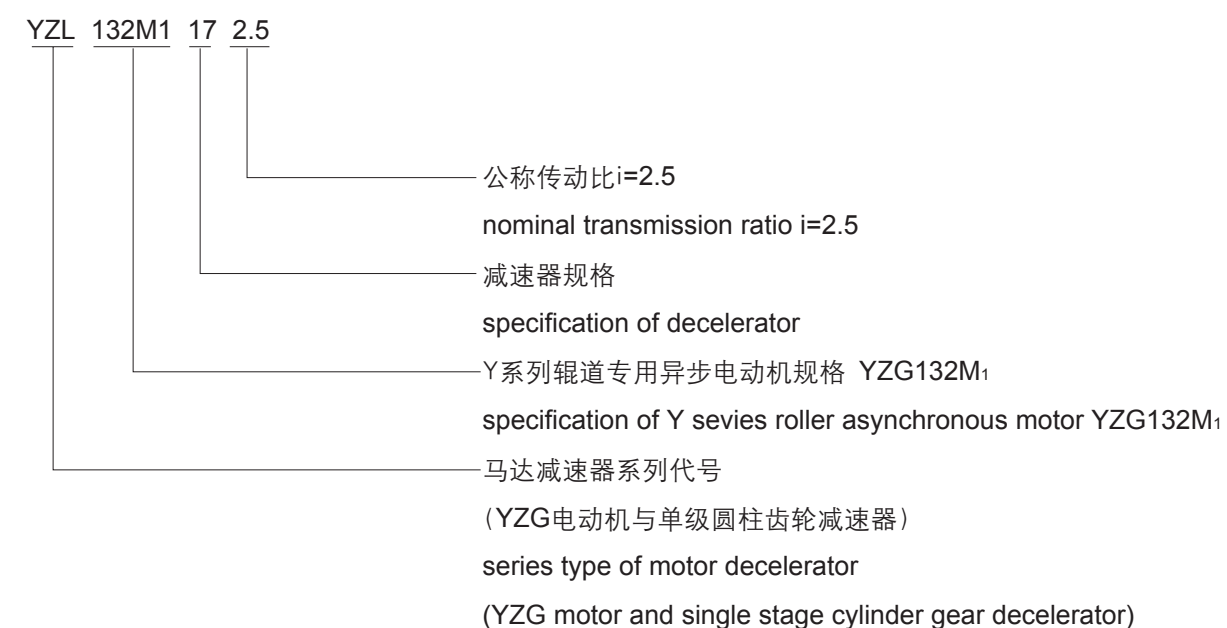 YZL 132M1 17 2.5
公称传动比i=2.5
nominal transmission ratio i=2.5
减速器规格
specification of decelerator
Y系列辊道专用异步电动机规格 YZG132M₁
specification of Y sevies roller asynchronous motor YZG132M₁
马达减速器系列代号
(YZG电动机与单级圆柱齿轮减速器)
series type of motor decelerator
(YZG motor and single stage cylinder gear decelerator)